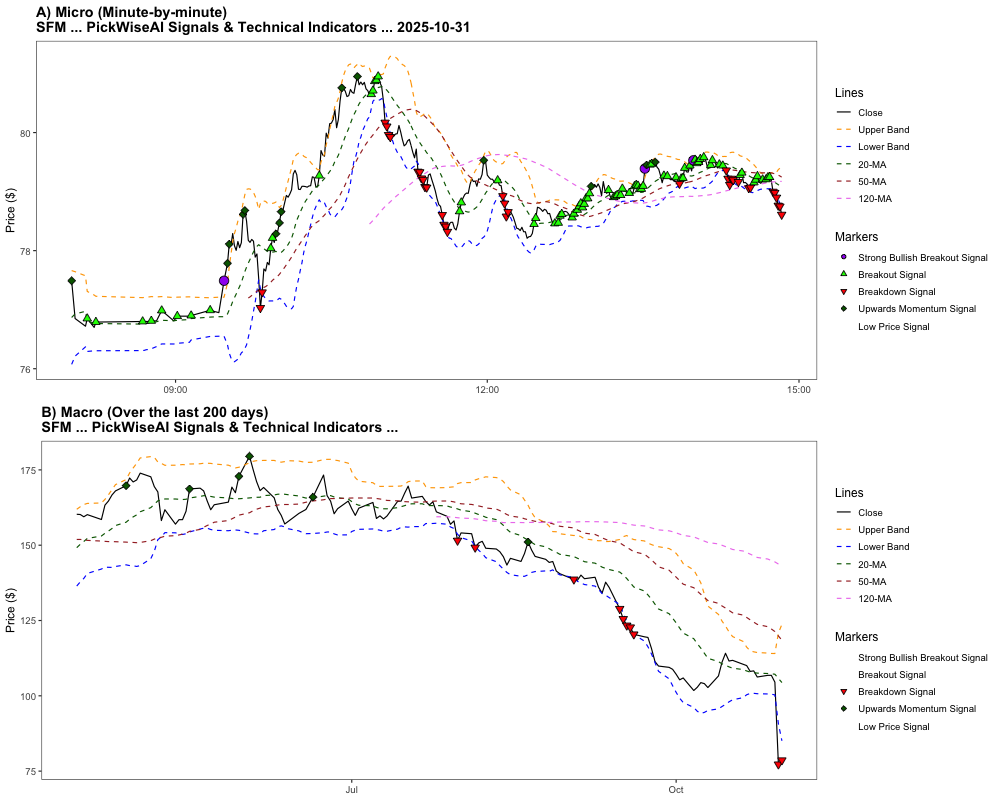 A) Micro (Minute-by-minute)
SFM ... PickWiseAI Signals & Technical Indicators ... 2025-10-31
Price ($)
80
78
76
09:00
12:00
15:00
Lines
Close
Upper Band
Lower Band
20-MA
50-MA
120-MA
Markers
Strong Bullish Breakout Signal
Breakout Signal
Breakdown Signal
Upwards Momentum Signal
Low Price Signal
B) Macro (Over the last 200 days)
SFM ... PickWiseAI Signals & Technical Indicators ...
Price ($)
175
150
125
100
75
Jul
Oct
Lines
Close
Upper Band
Lower Band
20-MA
50-MA
120-MA
Markers
Strong Bullish Breakout Signal
Breakout Signal
Breakdown Signal
Upwards Momentum Signal
Low Price Signal